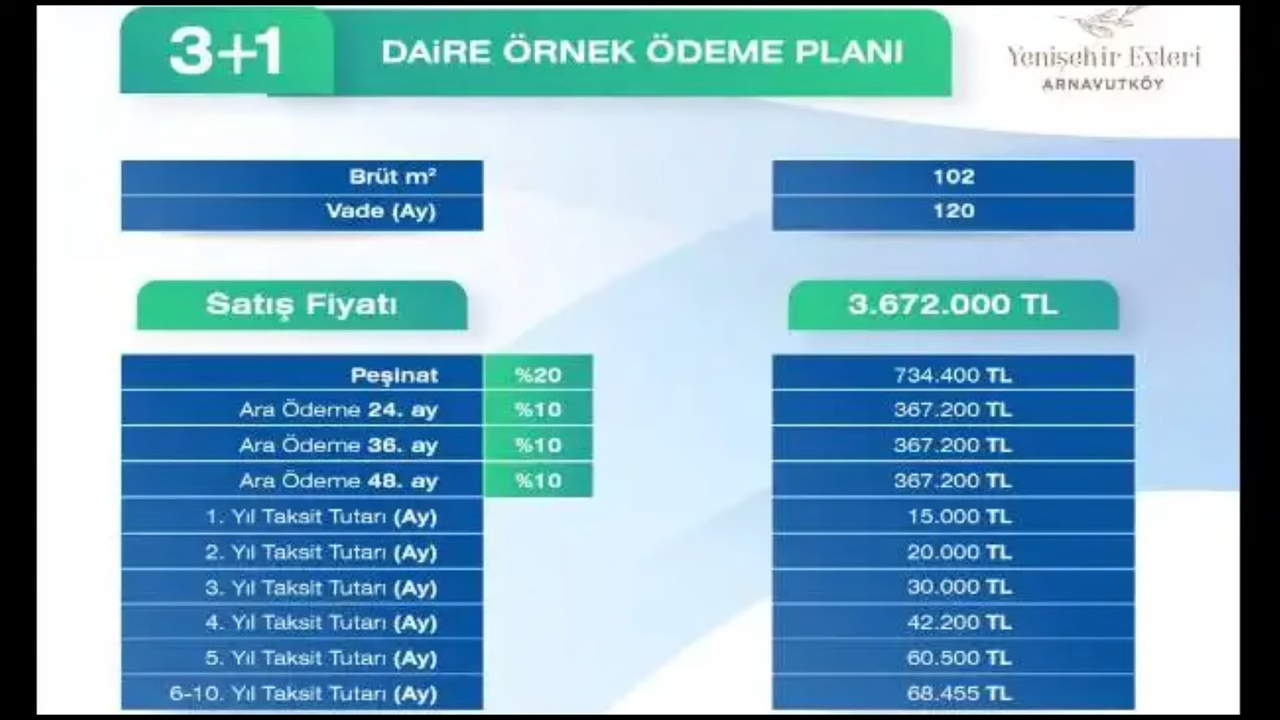 3+1 DAiRE ÖRNEK ÖDEME PLANI
Yenişehir Evleri
ARNAVUTKÖY
Brüt m² 102
Vade (Ay) 120
Satış Fiyatı 3.672.000 TL
Peşinat %20 734.400 TL
Ara Ödeme 24. ay %10 367.200 TL
Ara Ödeme 36. ay %10 367.200 TL
Ara Ödeme 48. ay %10 367.200 TL
1. Yıl Taksit Tutarı (Ay) 15.000 TL
2. Yıl Taksit Tutarı (Ay) 20.000 TL
3. Yıl Taksit Tutarı (Ay) 30.000 TL
4. Yıl Taksit Tutarı (Ay) 42.200 TL
5. Yıl Taksit Tutarı (Ay) 60.500 TL
6-10. Yıl Taksit Tutarı (Ay) 68.455 TL